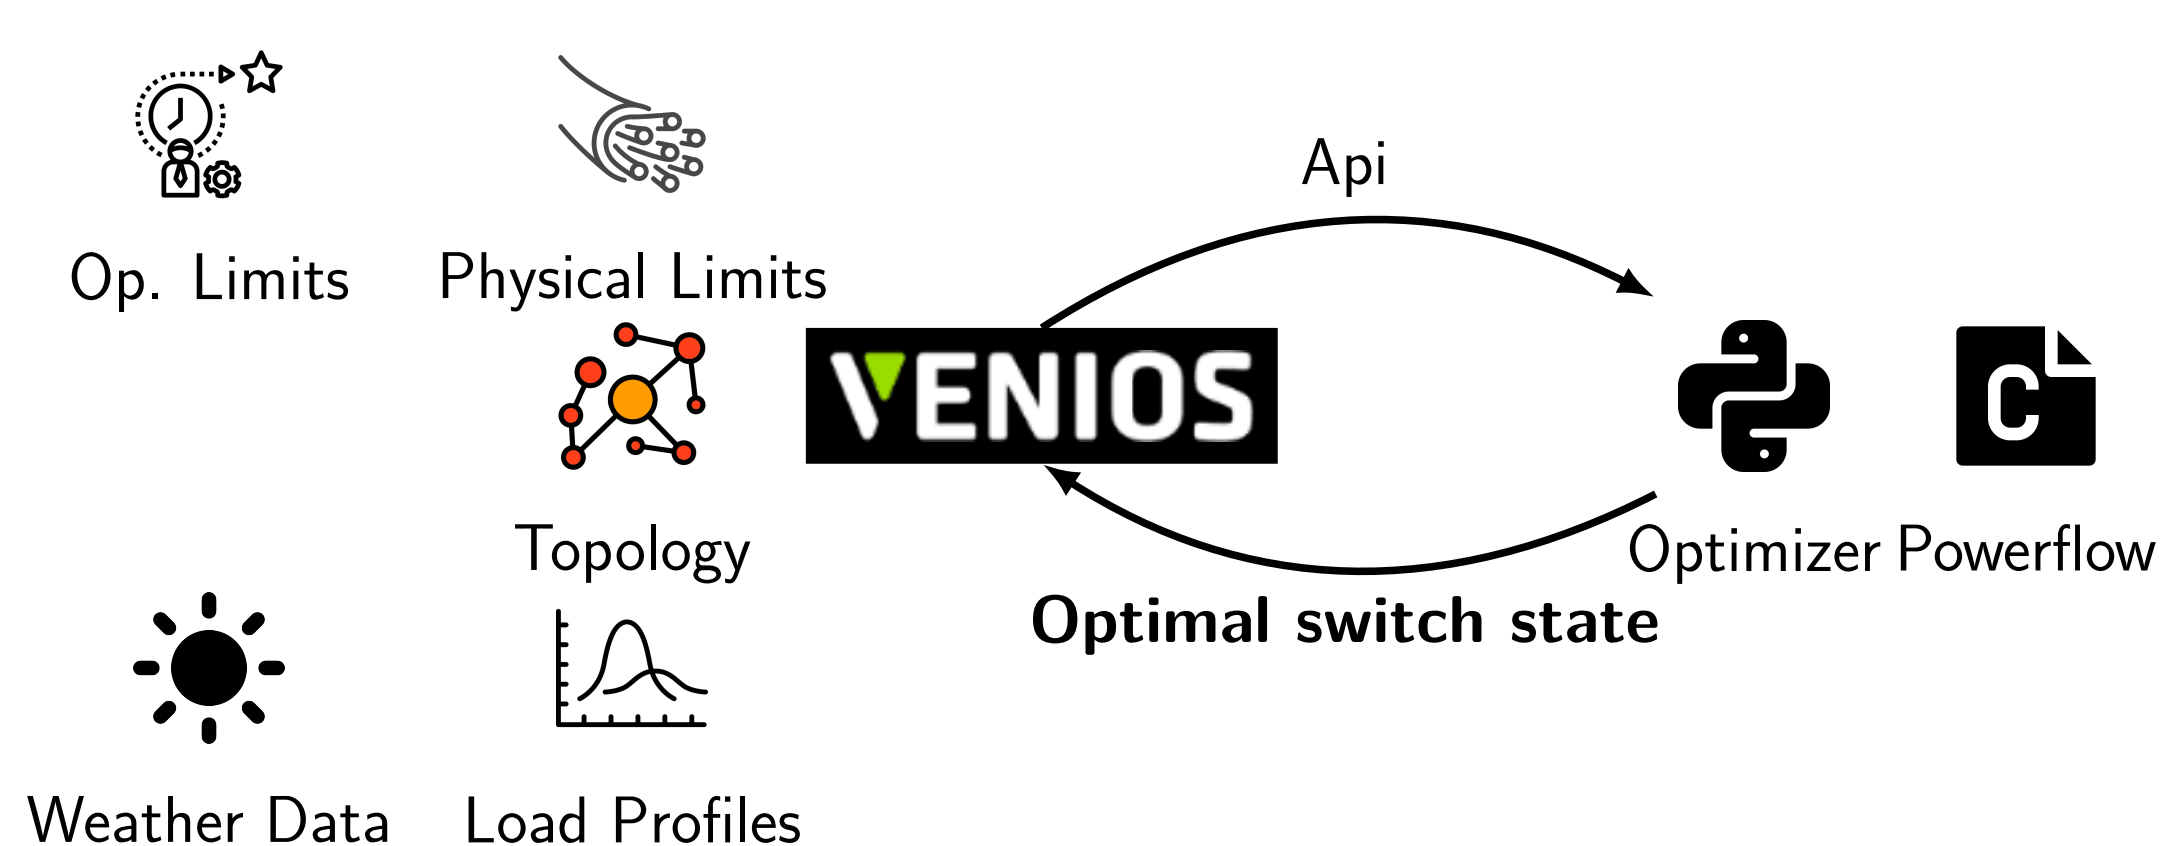 Api
Op. Limits
Physical Limits
VENIOS
C
Topology
Optimizer
Powerflow
Optimal switch state
Weather Data
Load Profiles